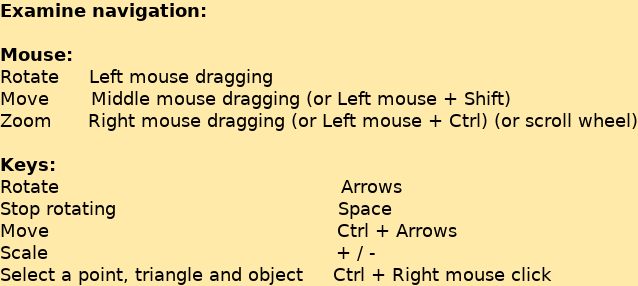 Examine navigation:
Mouse:
Rotate Left mouse dragging
Move Middle mouse dragging (or Left mouse + Shift)
Zoom Right mouse dragging (or Left mouse + Ctrl) (or scroll wheel)
Keys:
Rotate Arrows
Stop rotating Space
Move Ctrl + Arrows
Scale + / -
Select a point, triangle and object Ctrl + Right mouse click